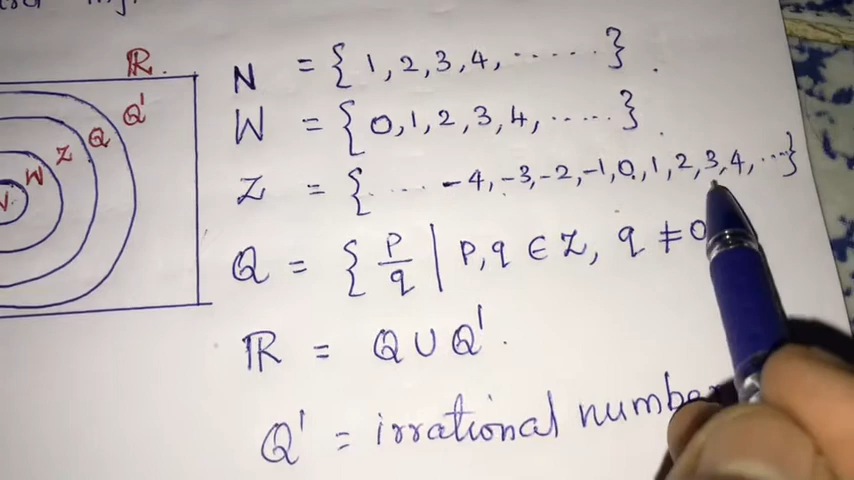 ℝ.
Q'
Q
Z
W
N = {1, 2, 3, 4, ......}.
W = {0, 1, 2, 3, 4, .....}.
Z = {..... -4, -3, -2, -1, 0, 1, 2, 3, 4, ...}
Q = {p/q | p, q ∈ Z, q ≠ 0
ℝ = Q ∪ Q'.
Q' = irrational number